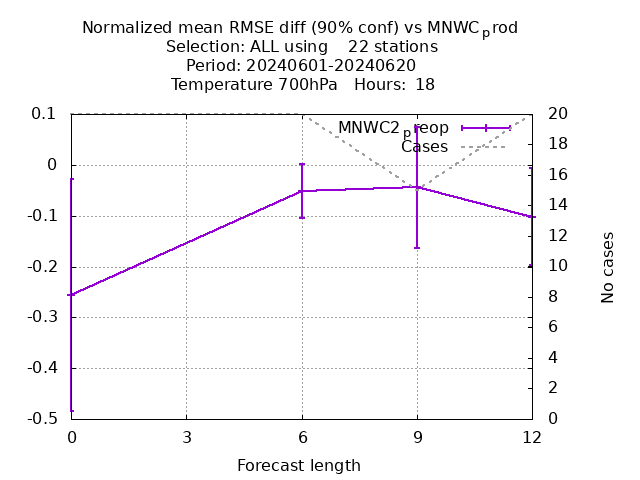 Normalized mean RMSE diff (90% conf) vs MNWCprod
Selection: ALL using    22 stations
Period: 20240601-20240620
Temperature 700hPa   Hours: 18
0.1
0
-0.1
-0.2
-0.3
-0.4
-0.5
MNWC2preop
Cases
20
18
16
14
12
10
8
6
4
2
0
No cases
0
3
6
9
12
Forecast length